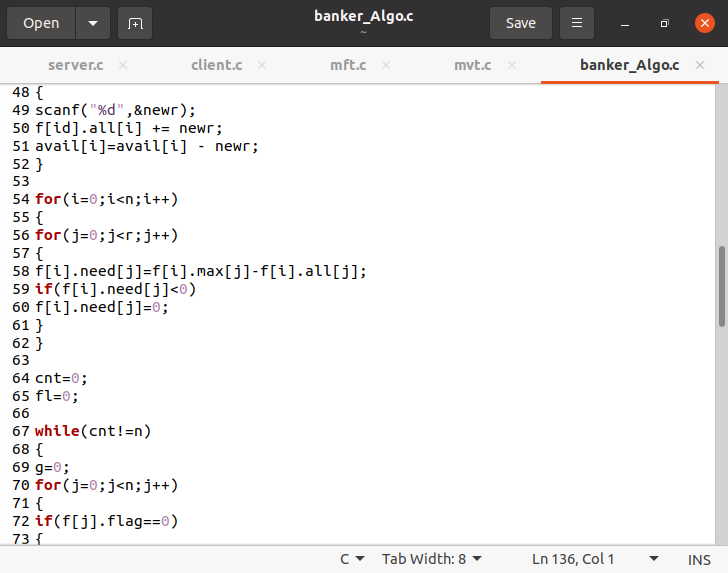 Open
banker_Algo.c
~
Save
server.c × client.c × mft.c × mvt.c × banker_Algo.c ×
48 {
49 scanf("%d",&newr);
50 f[id].all[i] += newr;
51 avail[i]=avail[i] - newr;
52 }
53
54 for(i=0;i<n;i++)
55 {
56 for(j=0;j<r;j++)
57 {
58 f[i].need[j]=f[i].max[j]-f[i].all[j];
59 if(f[i].need[j]<0)
60 f[i].need[j]=0;
61 }
62 }
63
64 cnt=0;
65 fl=0;
66
67 while(cnt!=n)
68 {
69 g=0;
70 for(j=0;j<n;j++)
71 {
72 if(f[j].flag==0)
73 {
C Tab Width: 8 Ln 136, Col 1 INS